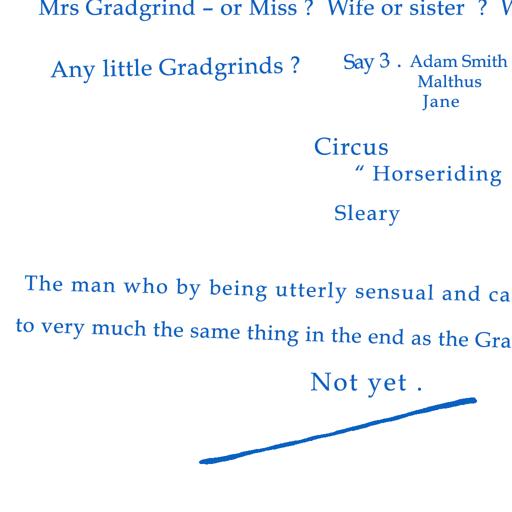 Mrs Gradgrind – or Miss ? Wife or sister ?
Any little Gradgrinds ? Say 3 . Adam Smith
Malthus
Jane
Circus
“ Horseriding
Sleary
The man who by being utterly sensual and ca
to very much the same thing in the end as the Gra
Not yet .